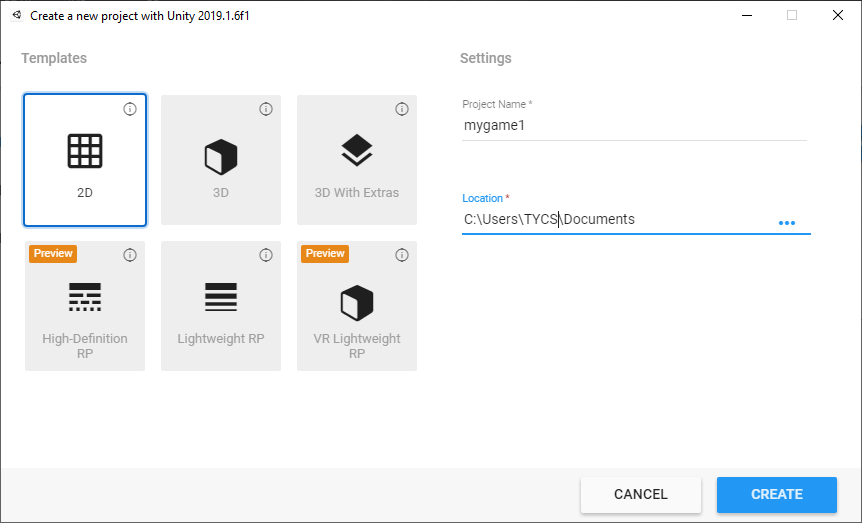 Create a new project with Unity 2019.1.6f1
Templates
2D
3D
3D With Extras
Preview
High-Definition
RP
Lightweight RP
Preview
VR Lightweight
RP
Settings
Project Name *
mygame1
Location *
C:\Users\TYCS\Documents
CANCEL
CREATE